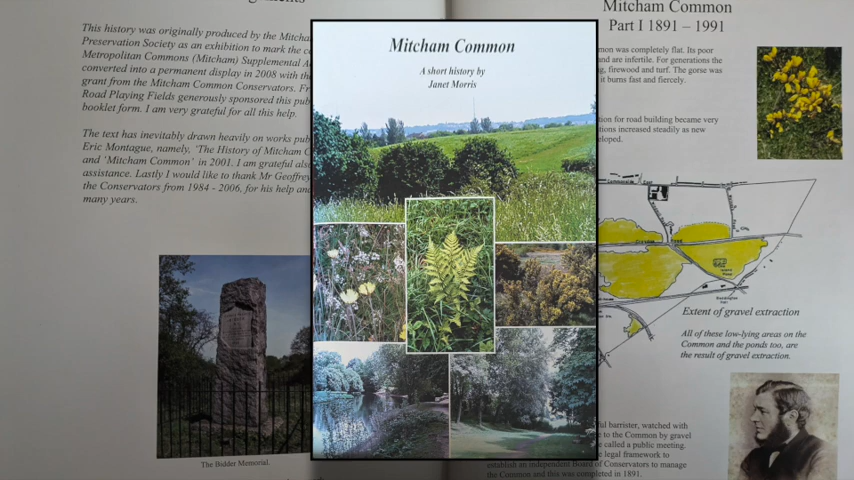 This history was originally produced by the Mitcha
Preservation Society as an exhibition to mark the c
Metropolitan Commons (Mitcham) Supplemental A
converted into a permanent display in 2008 with th
grant from the Mitcham Common Conservators. Fr
Road Playing Fields generously sponsored this pub
booklet form. I am very grateful for all this help.
The text has inevitably drawn heavily on works pub
Eric Montague, namely, 'The History of Mitcham C
and 'Mitcham Common' in 2001. I am grateful als
assistance. Lastly I would like to thank Mr Geoffrey
the Conservators from 1984 - 2006, for his help and
many years.
The Bidder Memorial.
Mitcham Common
A short history by
Janet Morris
Mitcham Common
Part I 1891 – 1991
mon was completely flat. Its poor
and are infertile. For generations the
g, firewood and turf. The gorse was
it burns fast and fiercely.
tion for road building became very
tions increased steadily as new
eloped.
Extent of gravel extraction
All of these low-lying areas on the
Common and the ponds too, are
the result of gravel extraction.
ful barrister, watched with
e to the Common by gravel
e called a public meeting.
e legal framework to
establish an independent Board of Conservators to manage
the Common and this was completed in 1891.